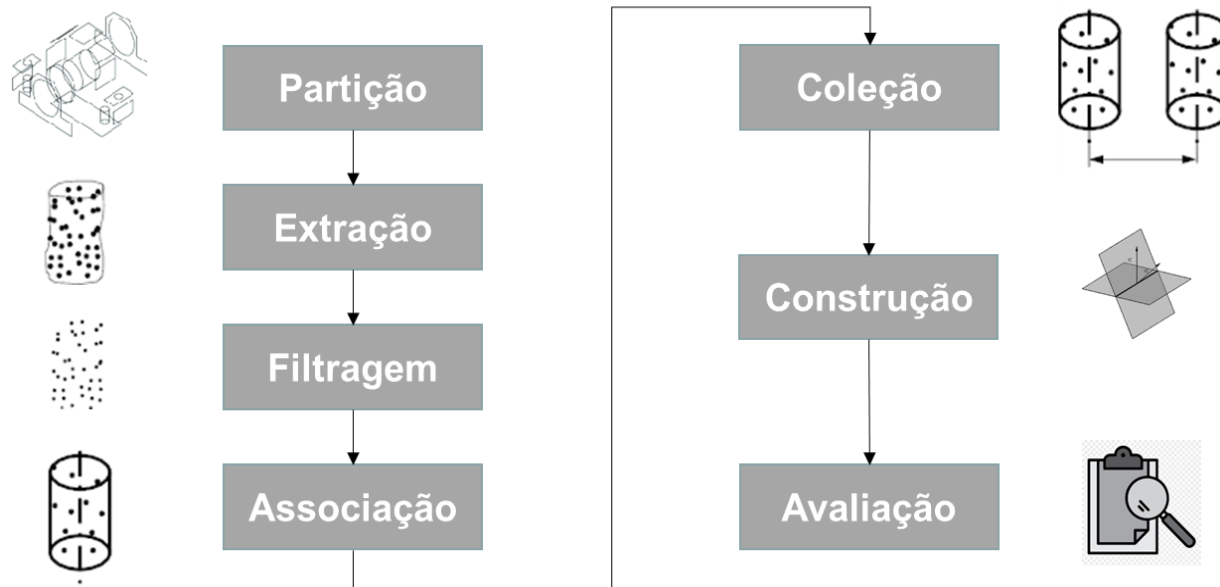 Partição
Extração
Filtragem
Associação
Coleção
Construção
Avaliação